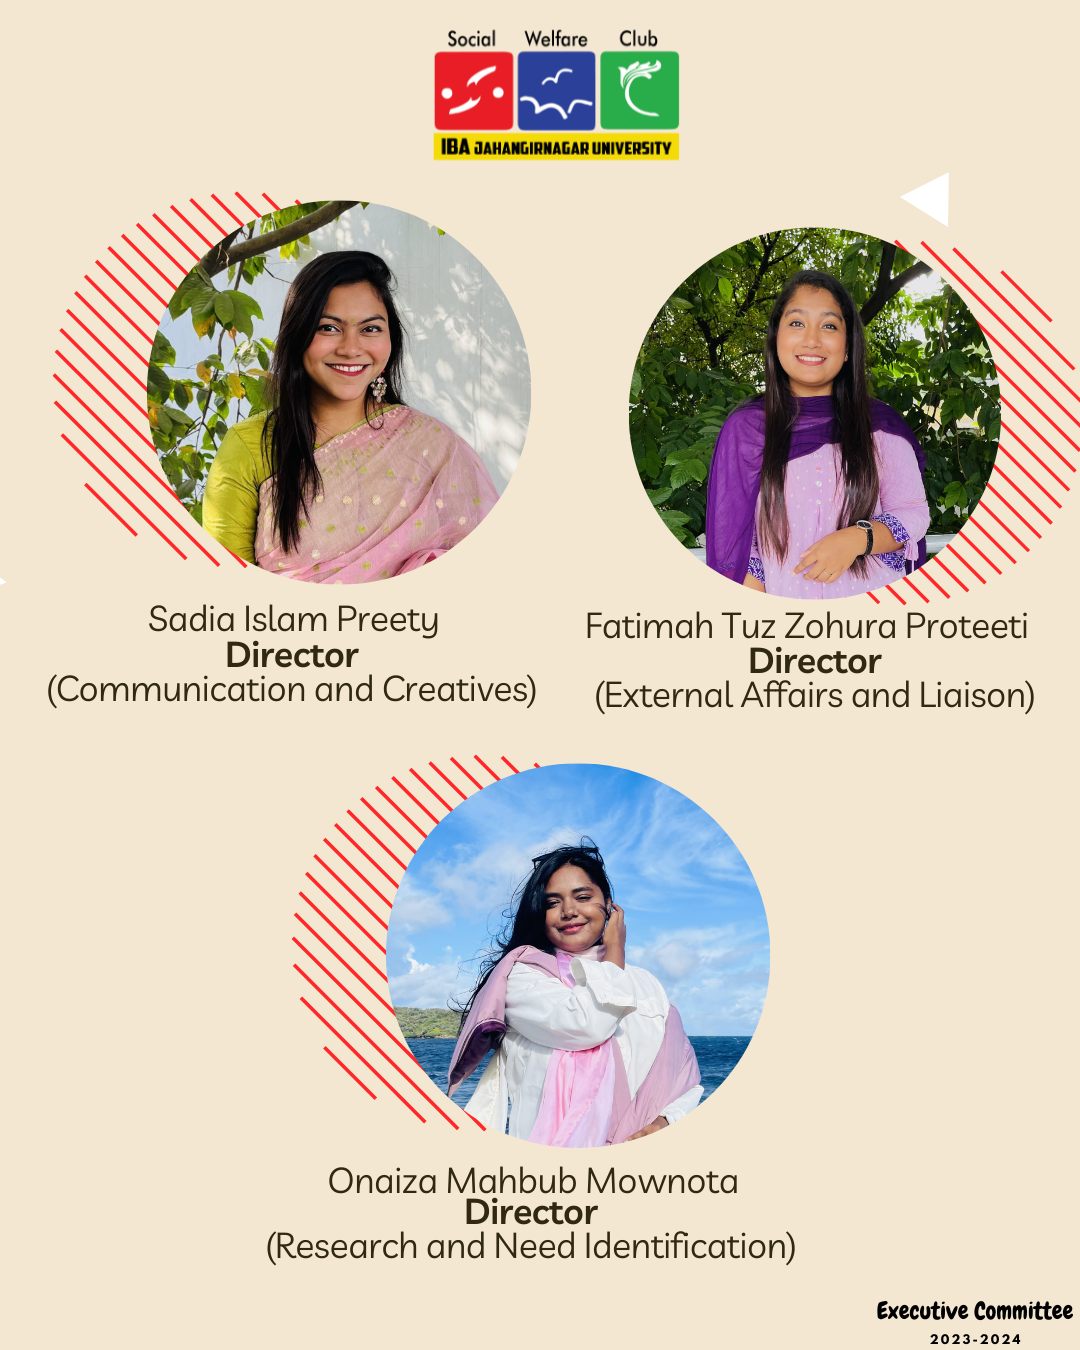 Social Welfare Club
IBA JAHANGIRNAGAR UNIVERSITY
Sadia Islam Preety
Director
(Communication and Creatives)
Fatimah Tuz Zohura Proteeti
Director
(External Affairs and Liaison)
Onaiza Mahbub Mownota
Director
(Research and Need Identification)
Executive Committee
2023-2024